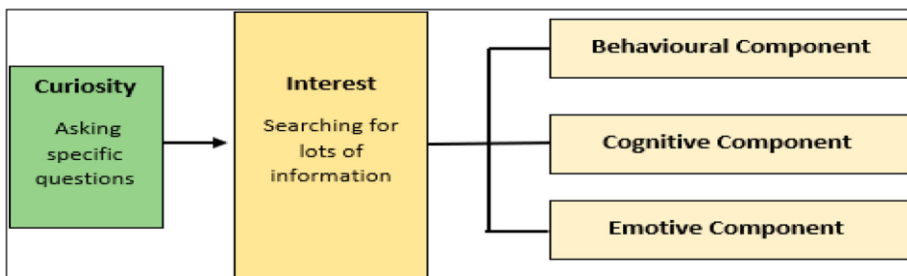 Curiosity
Asking
specific
questions
Interest
Searching for
lots of
information
Behavioural Component
Cognitive Component
Emotive Component